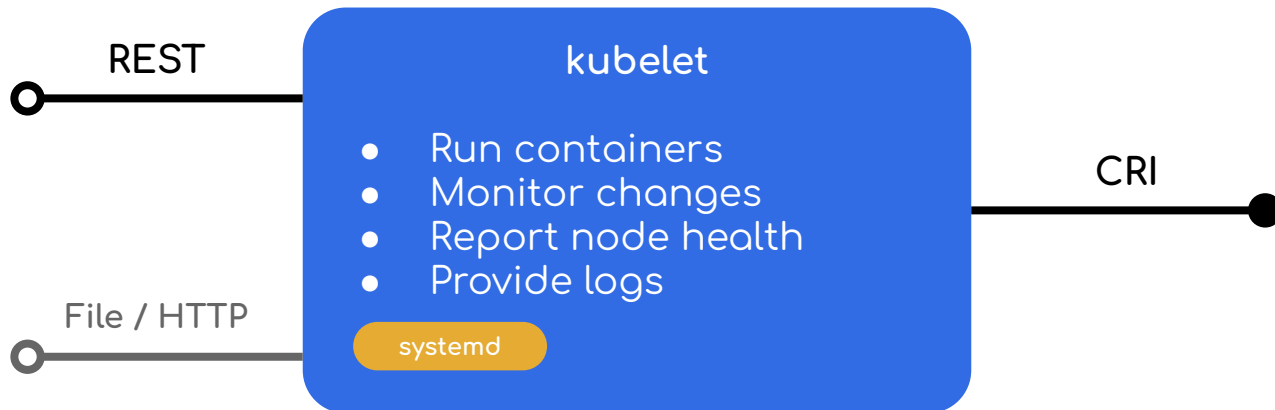 REST
kubelet
● Run containers
● Monitor changes
● Report node health
● Provide logs
CRI
File / HTTP
systemd